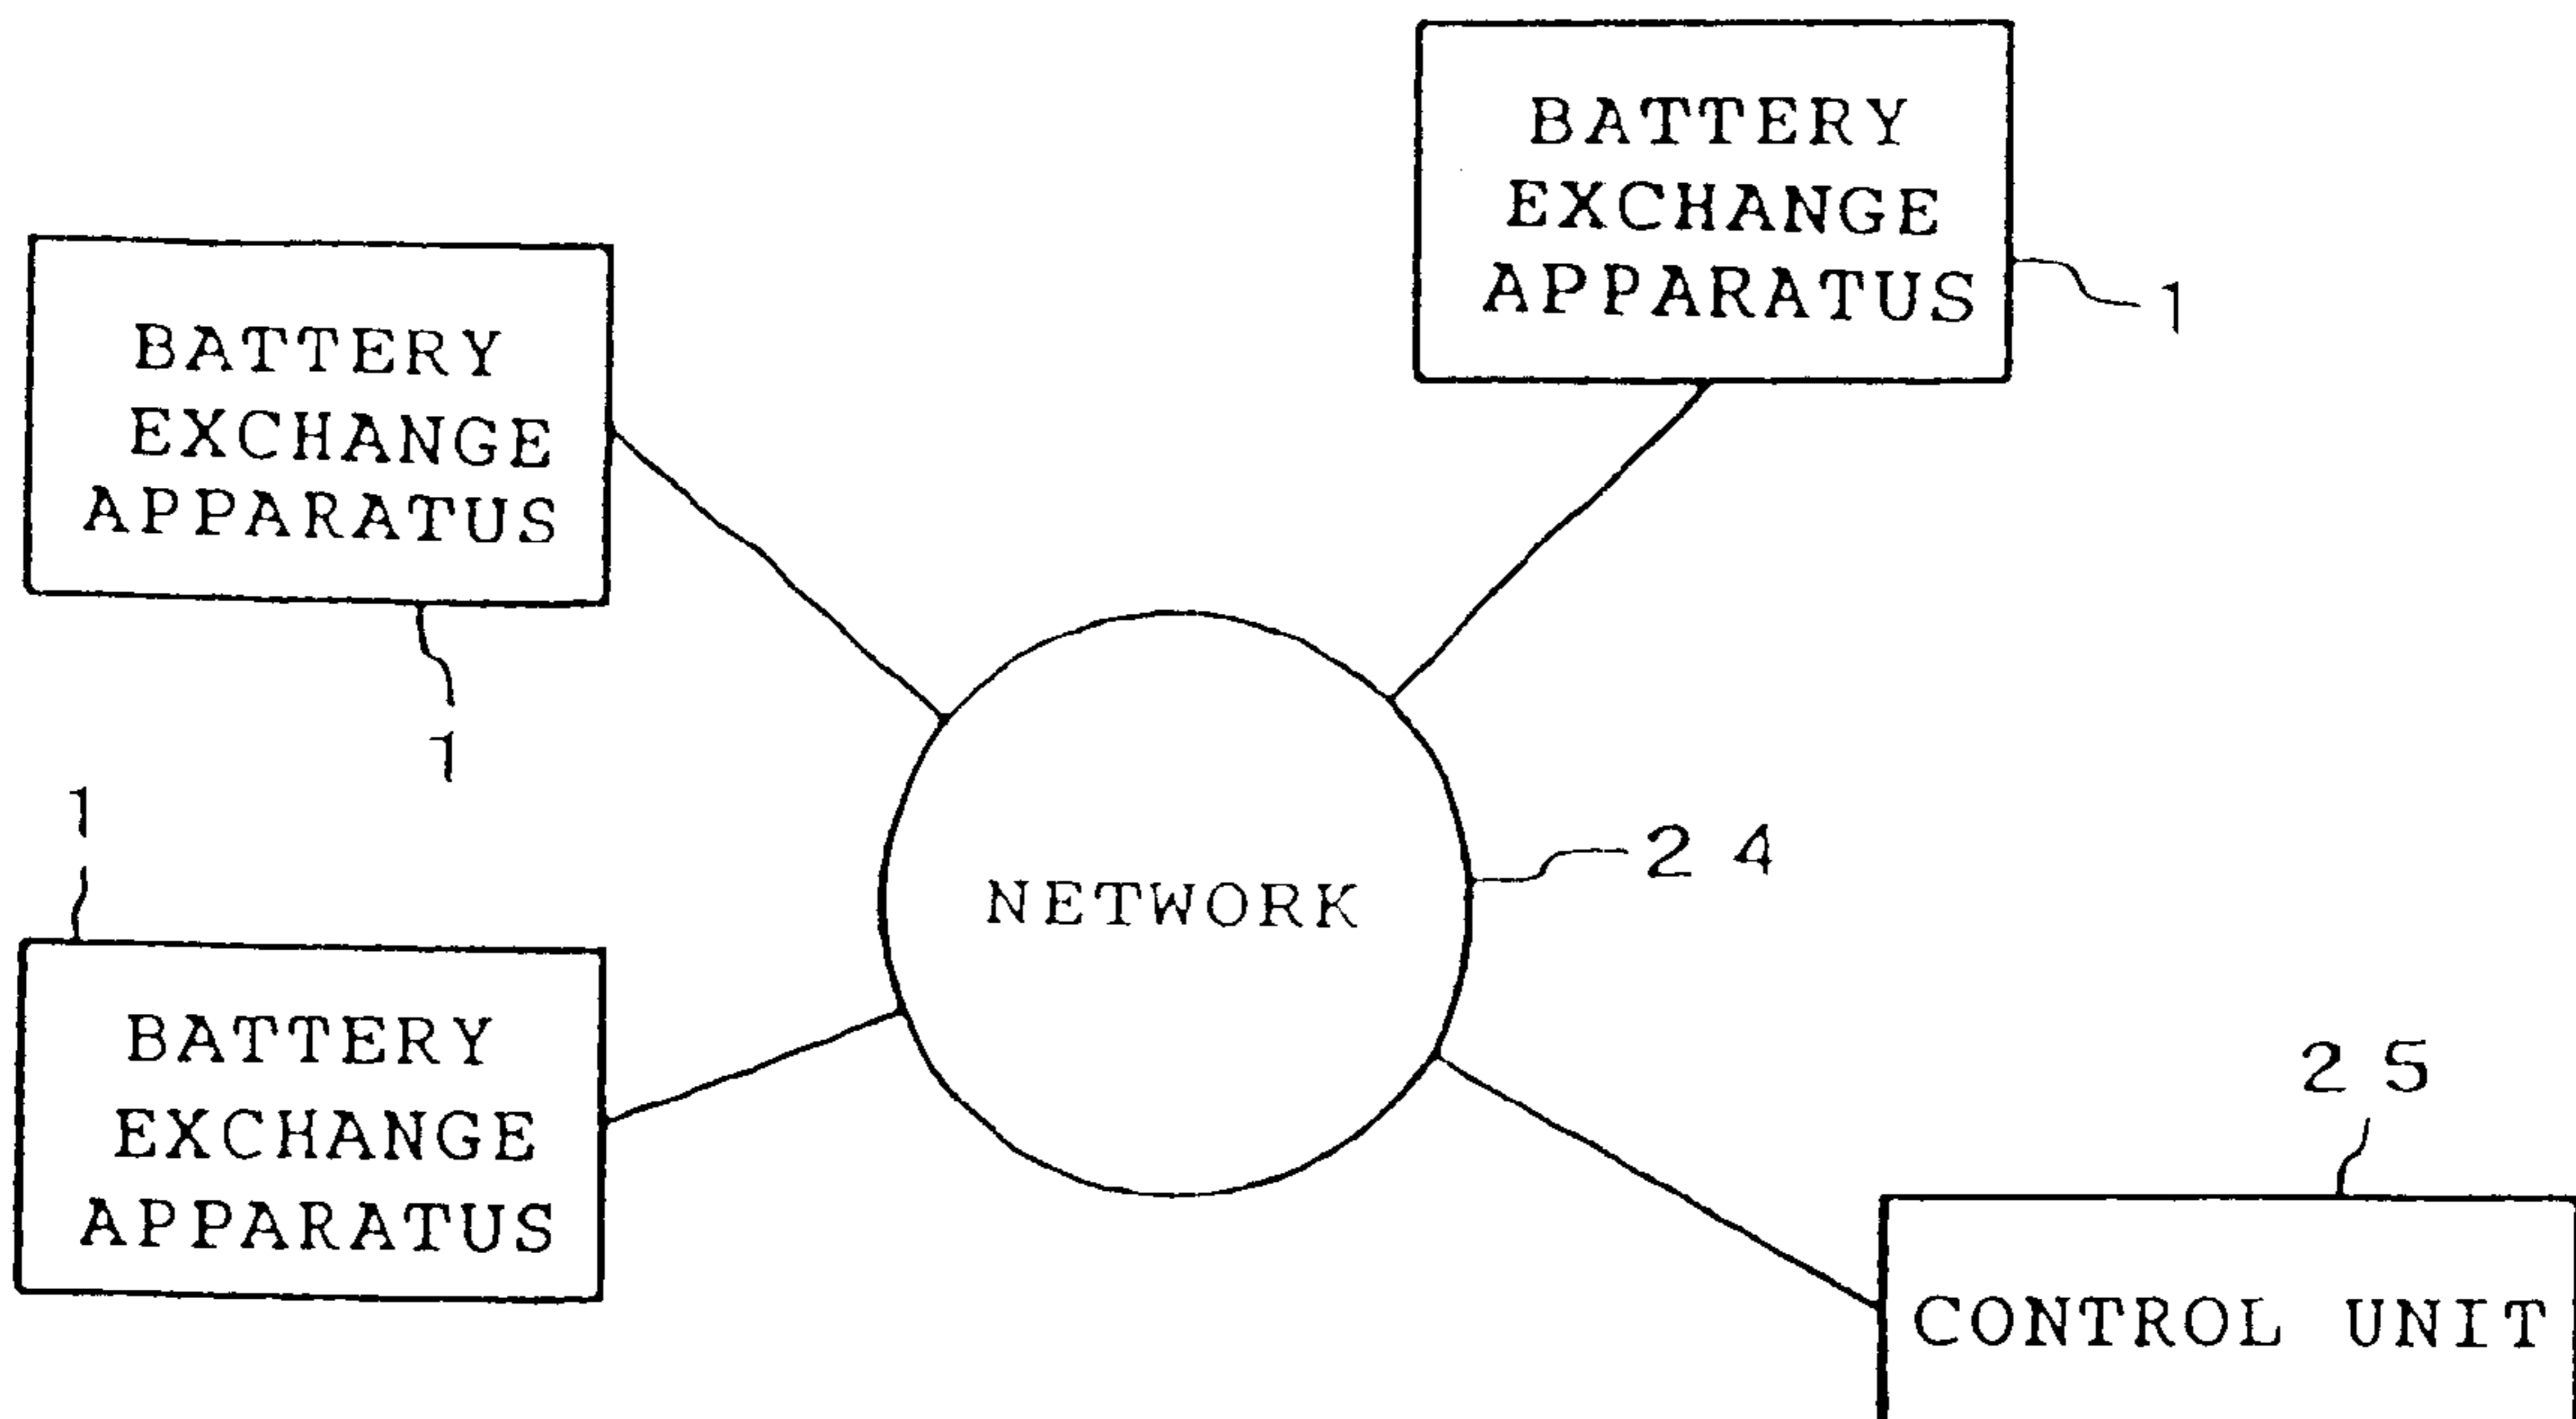 BATTERY
EXCHANGE
APPARATUS
1
BATTERY
EXCHANGE
APPARATUS
1
1
BATTERY
EXCHANGE
APPARATUS
NETWORK
24
25
CONTROL UNIT